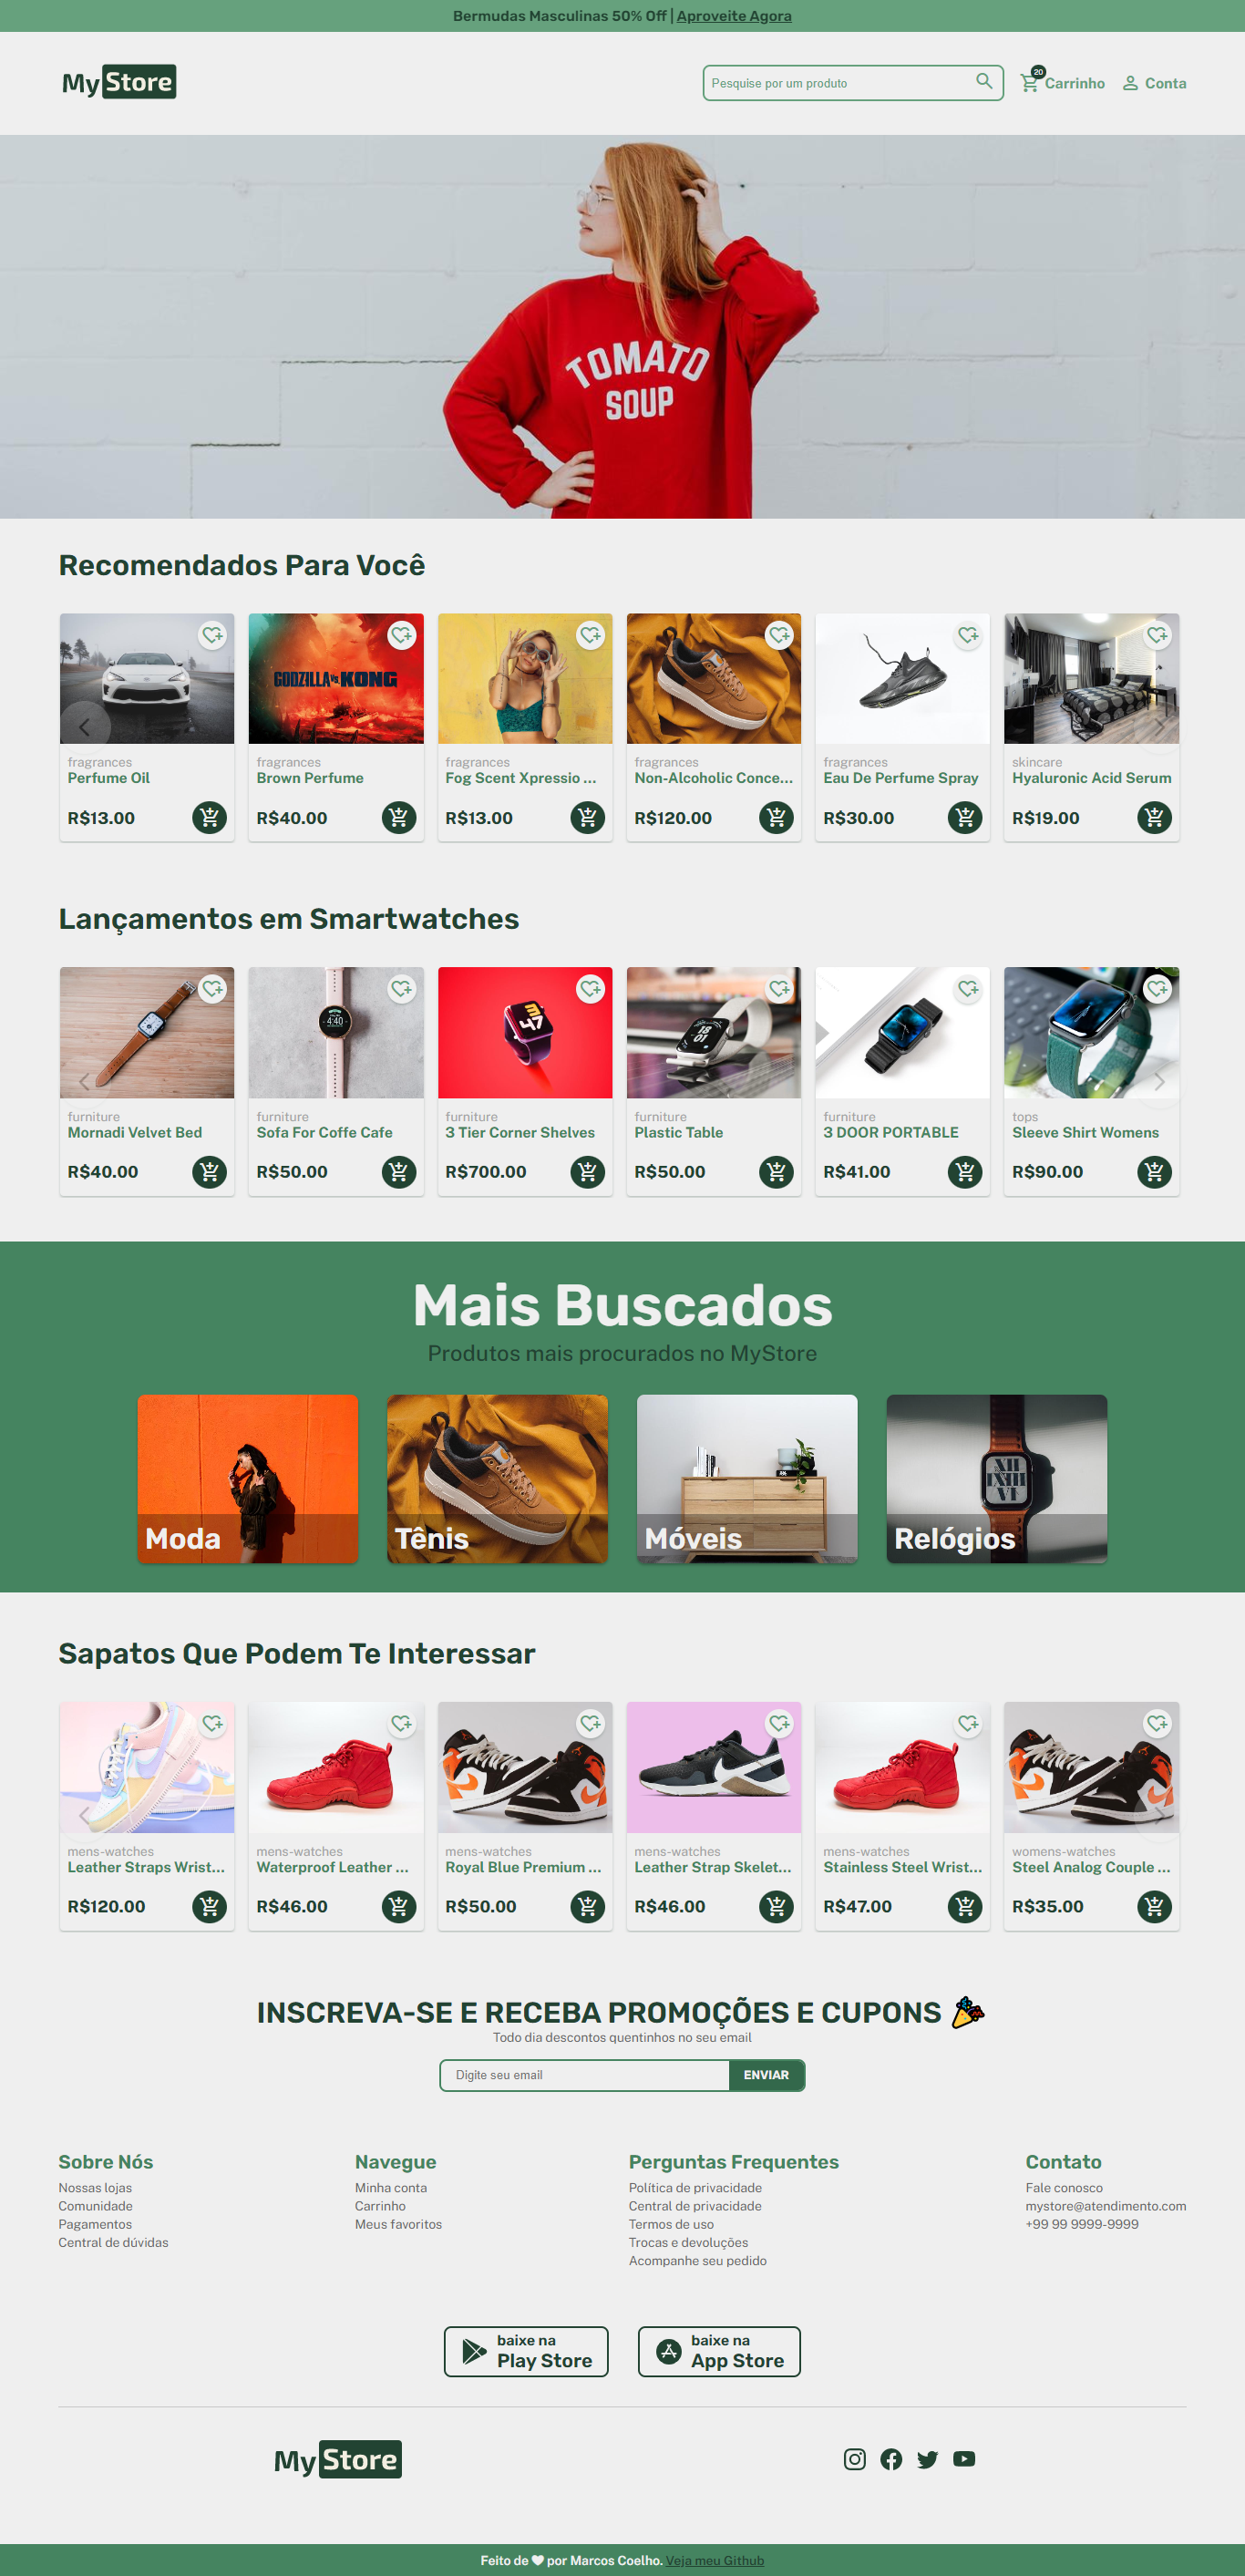 Bermudas Masculinas 50% Off | Aproveite Agora
My Store
Pesquise por um produto
20
Carrinho
Conta
TOMATO
SOUP
Recomendados Para Você
GODZILLA VS. KONG
fragrances
Perfume Oil
R$13.00
fragrances
Brown Perfume
R$40.00
fragrances
Fog Scent Xpressio ...
R$13.00
fragrances
Non-Alcoholic Conce...
R$120.00
fragrances
Eau De Perfume Spray
R$30.00
skincare
Hyaluronic Acid Serum
R$19.00
Lançamentos em Smartwatches
4:40
3
47
18
01
furniture
Mornadi Velvet Bed
R$40.00
furniture
Sofa For Coffe Cafe
R$50.00
furniture
3 Tier Corner Shelves
R$700.00
furniture
Plastic Table
R$50.00
furniture
3 DOOR PORTABLE
R$41.00
tops
Sleeve Shirt Womens
R$90.00
Mais Buscados
Produtos mais procurados no MyStore
Moda
Tênis
Móveis
Relógios
Sapatos Que Podem Te Interessar
mens-watches
Leather Straps Wrist...
R$120.00
mens-watches
Waterproof Leather ...
R$46.00
mens-watches
Royal Blue Premium ...
R$50.00
mens-watches
Leather Strap Skelet...
R$46.00
mens-watches
Stainless Steel Wrist...
R$47.00
womens-watches
Steel Analog Couple ...
R$35.00
INSCREVA-SE E RECEBA PROMOÇÕES E CUPONS 🎉
Todo dia descontos quentinhos no seu email
Digite seu email
ENVIAR
Sobre Nós
Nossas lojas
Comunidade
Pagamentos
Central de dúvidas
Navegue
Minha conta
Carrinho
Meus favoritos
Perguntas Frequentes
Política de privacidade
Central de privacidade
Termos de uso
Trocas e devoluções
Acompanhe seu pedido
Contato
Fale conosco
mystore@atendimento.com
+99 99 9999-9999
baixe na
Play Store
baixe na
App Store
My Store
Feito de ♥ por Marcos Coelho. Veja meu Github